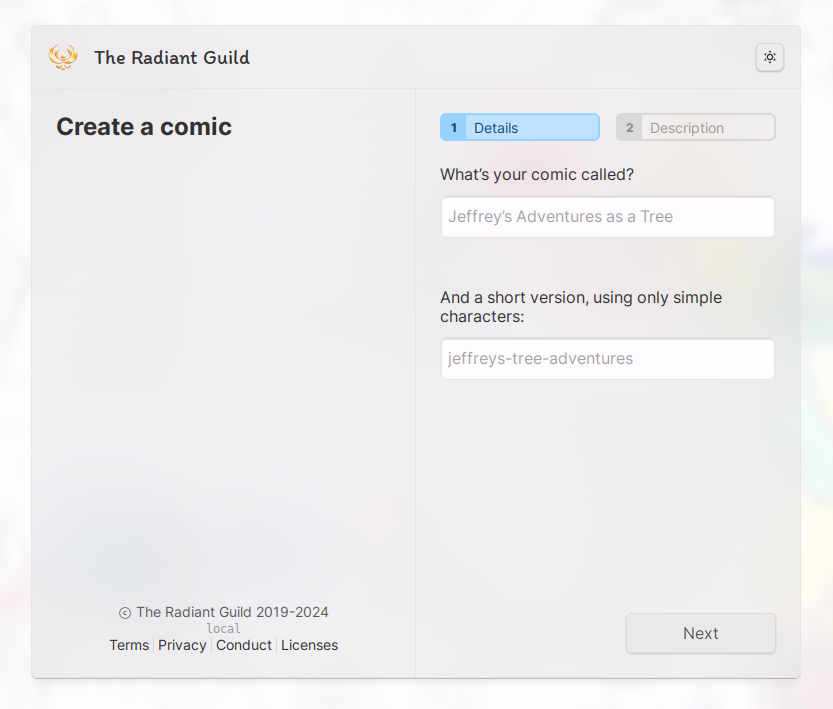 The Radiant Guild
Create a comic
1 Details
2 Description
What’s your comic called?
Jeffrey’s Adventures as a Tree
And a short version, using only simple
characters:
jeffreys-tree-adventures
Next
© The Radiant Guild 2019-2024
local
Terms Privacy Conduct Licenses